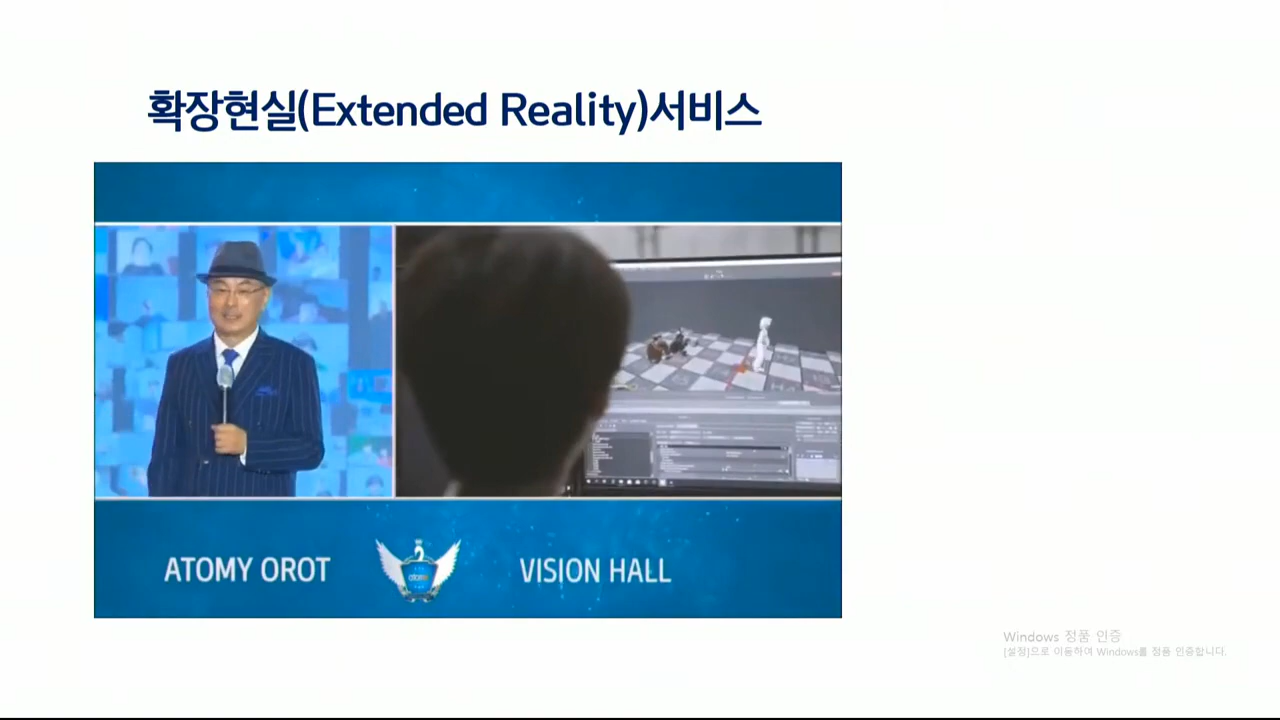 확장현실(Extended Reality)서비스
ATOMY OROT
atomy
VISION HALL
Windows 정품 인증
[설정]으로 이동하여 Windows를 정품 인증합니다.